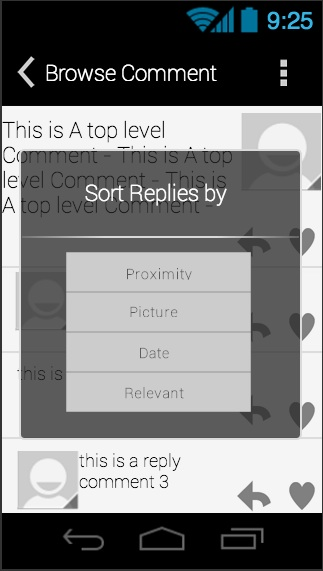 9:25
Browse Comment
This is A top level
Comment - This is A top
level Comment - This is
A top level Comment -
Sort Replies by
Proximity
Picture
Date
Relevant
this is
this is a reply
comment 3